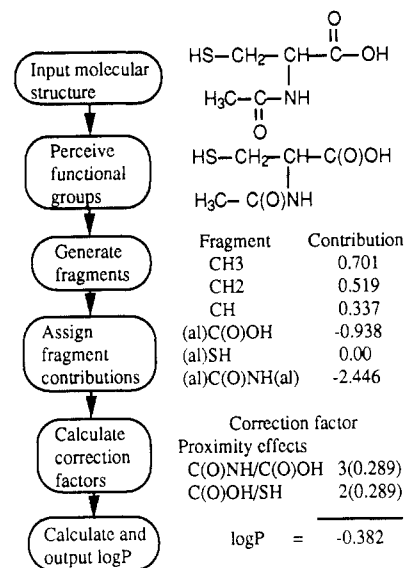 Input molecular
structure
Perceive
functional
groups
Generate
fragments
Assign
fragment
contributions
Calculate
correction
factors
Calculate and
output logP
O
HS–CH2–CH–C–OH
H3C–C–NH
O
HS–CH2–CH–C(O)OH
H3C–C(O)NH
Fragment Contribution
CH3 0.701
CH2 0.519
CH 0.337
(al)C(O)OH -0.938
(al)SH 0.00
(al)C(O)NH(al) -2.446
Correction factor
Proximity effects
C(O)NH/C(O)OH 3(0.289)
C(O)OH/SH 2(0.289)
logP = -0.382